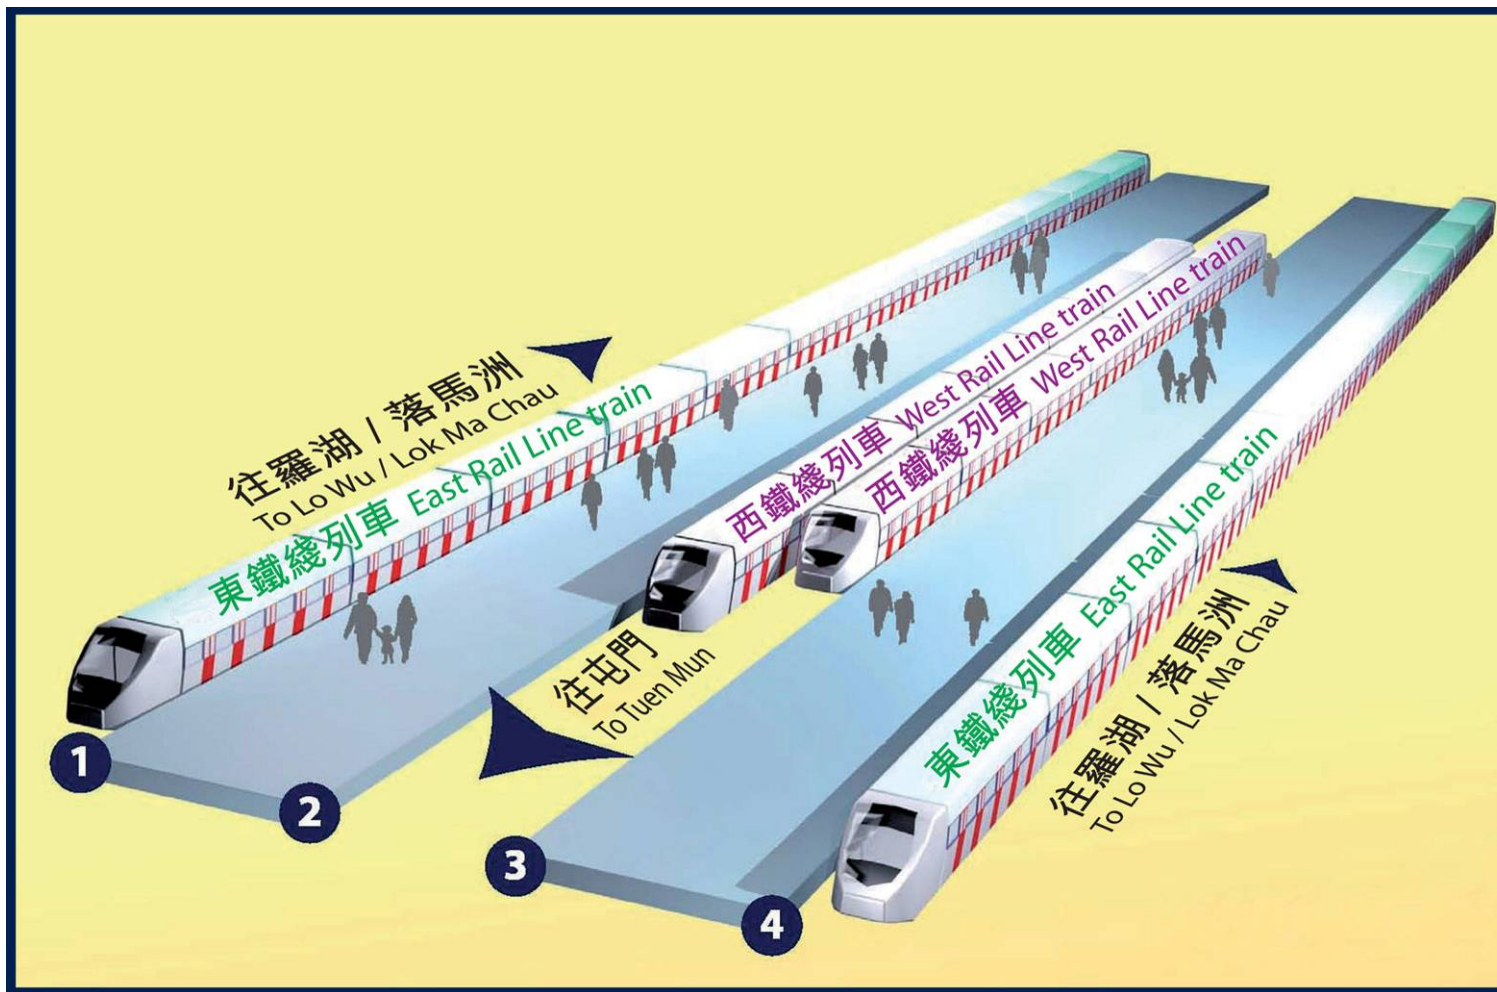 往羅湖 / 落馬洲
To Lo Wu / Lok Ma Chau
東鐵綫列車 East Rail Line train
西鐵綫列車 West Rail Line train
西鐵綫列車 West Rail Line train
往屯門
To Tuen Mun
東鐵綫列車 East Rail Line train
往羅湖 / 落馬洲
To Lo Wu / Lok Ma Chau
1
2
3
4